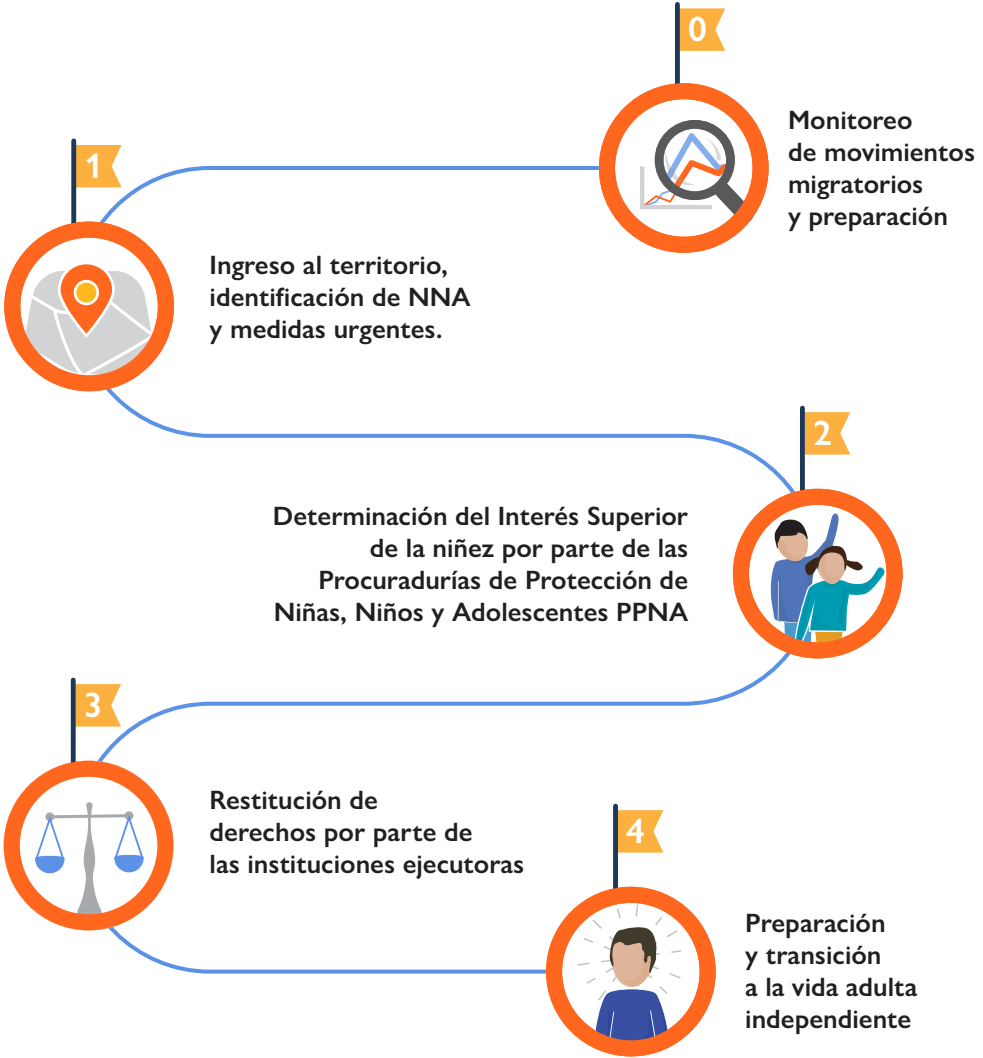 0
Monitoreo
de movimientos
migratorios
y preparación
1
Ingreso al territorio,
identificación de NNA
y medidas urgentes.
2
Determinación del Interés Superior
de la niñez por parte de las
Procuradurías de Protección de
Niñas, Niños y Adolescentes PPNA
3
Restitución de
derechos por parte de
las instituciones ejecutoras
4
Preparación
y transición
a la vida adulta
independiente